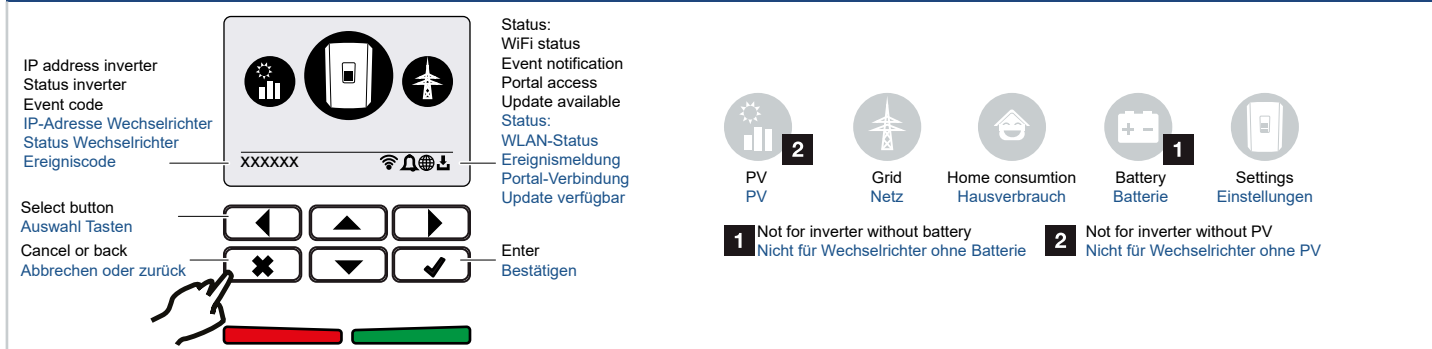 IP address inverter
Status inverter
Event code
IP-Adresse Wechselrichter
Status Wechselrichter
Ereigniscode
XXXXXX
Status:
WiFi status
Event notification
Portal access
Update available
Status:
WLAN-Status
Ereignismeldung
Portal-Verbindung
Update verfügbar
Select button
Auswahl Tasten
Cancel or back
Abbrechen oder zurück
Enter
Bestätigen
2
1
PV
PV
Grid
Netz
Home consumtion
Hausverbrauch
Battery
Batterie
Settings
Einstellungen
1 Not for inverter without battery
Nicht für Wechselrichter ohne Batterie
2 Not for inverter without PV
Nicht für Wechselrichter ohne PV